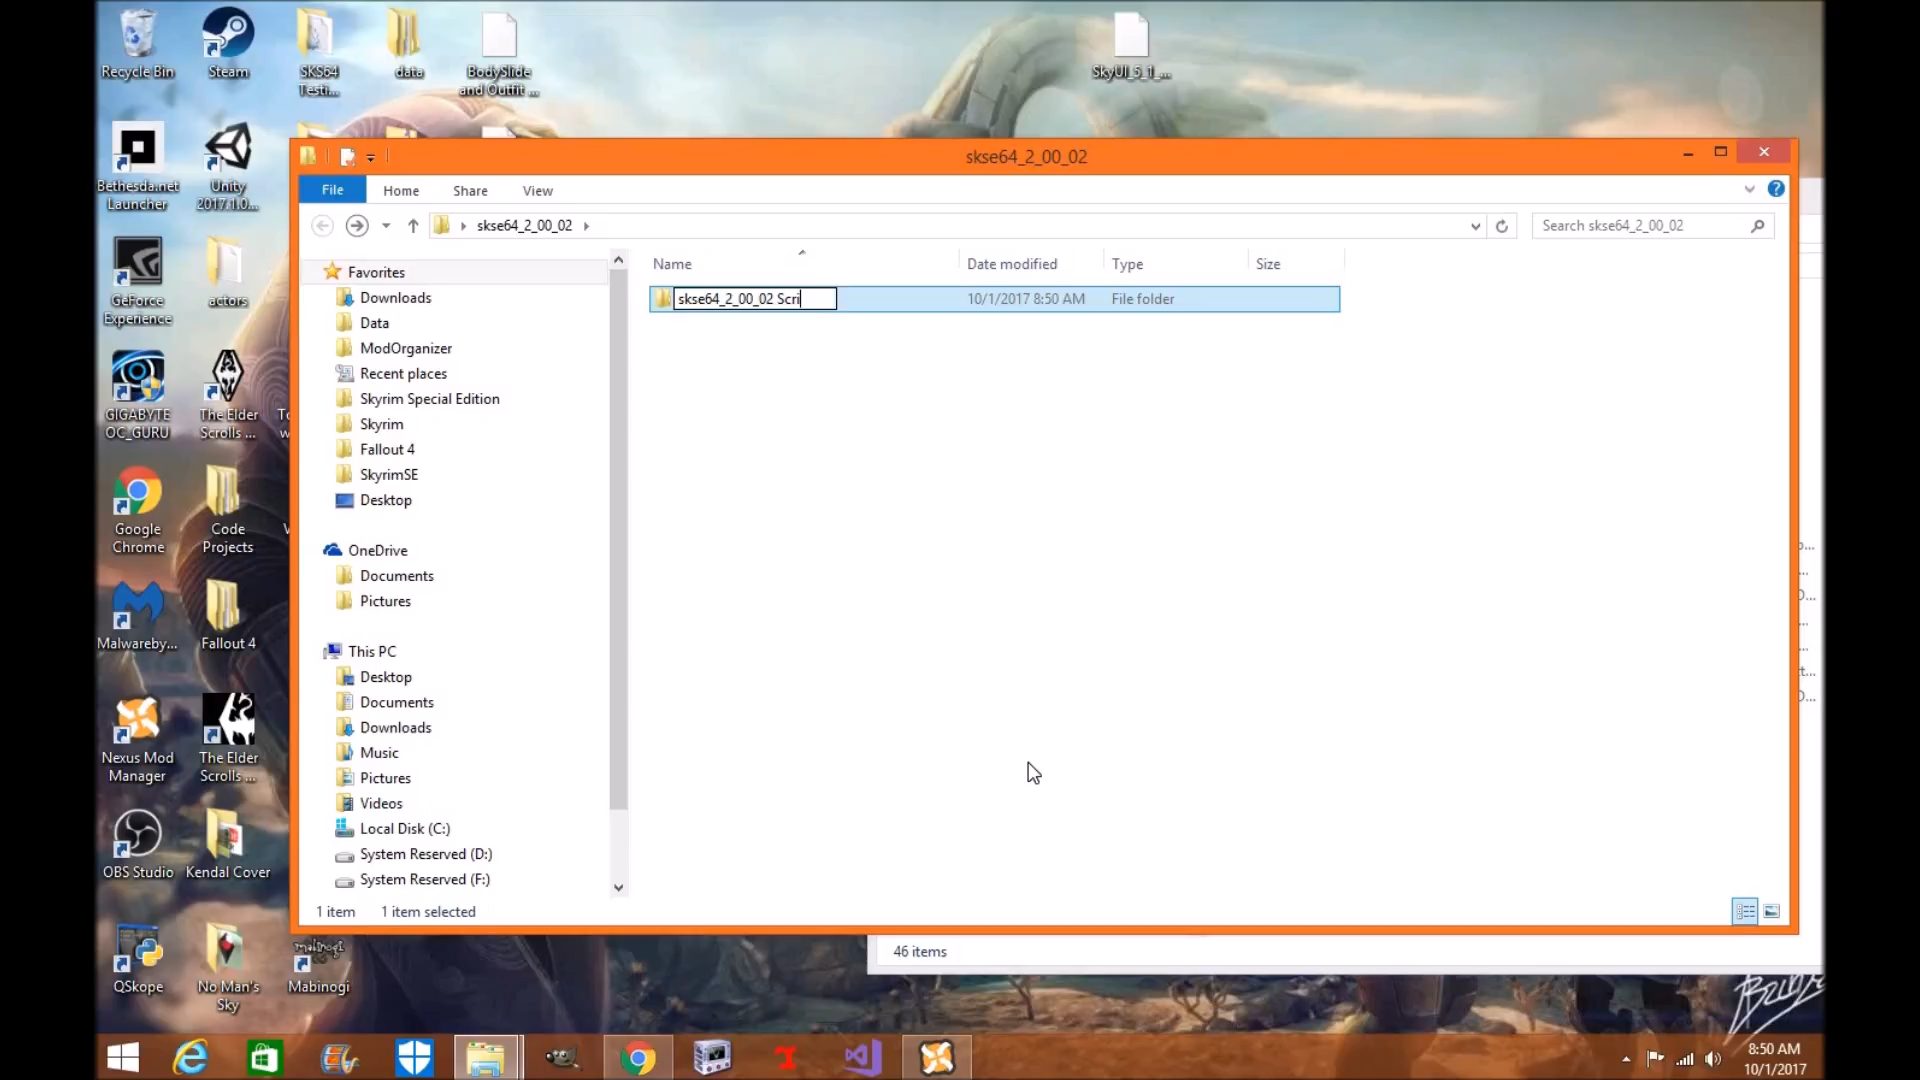 Recycle Bin
Steam
SKS64
Testi...
data
BodySlide
and Outfit ...
SkyUI_5_1_...
Bethesda.net
Launcher
Unity
2017.1.0...
skse64_2_00_02
File
Home
Share
View
skse64_2_00_02
Search skse64_2_00_02
Name
Date modified
Type
Size
skse64_2_00_02 Scri
10/1/2017 8:50 AM
File folder
Favorites
Downloads
Data
ModOrganizer
Recent places
Skyrim Special Edition
Skyrim
Fallout 4
SkyrimSE
Desktop
OneDrive
Documents
Pictures
This PC
Desktop
Documents
Downloads
Music
Pictures
Videos
Local Disk (C:)
System Reserved (D:)
System Reserved (F:)
1 item
1 item selected
46 items
GeForce
Experience
actors
GIGABYTE
OC_GURU
The Elder
Scrolls ...
Google
Chrome
Code
Projects
Malwareby...
Fallout 4
Nexus Mod
Manager
The Elder
Scrolls ...
OBS Studio
Kendal Cover
QSkope
No Man's
Sky
mabinogi
Mabinogi
8:50 AM
10/1/2017